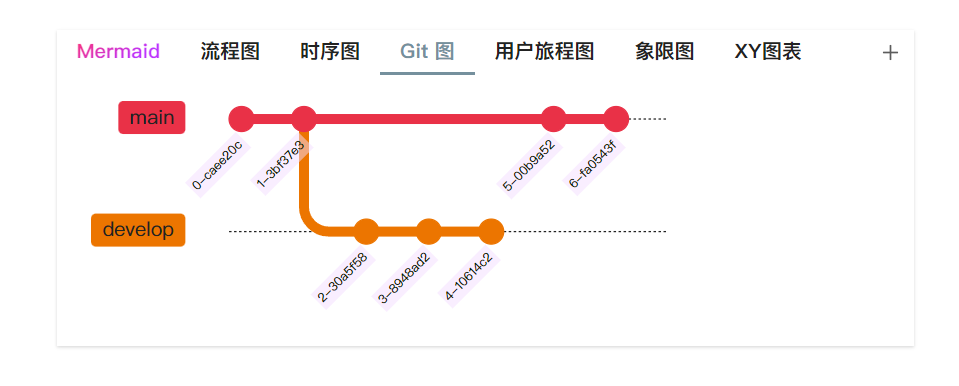 Mermaid 流程图 时序图 Git 图 用户旅程图 象限图 XY图表 +
main
0-caee20c
1-3bf37e3
5-00b9a52
6-fa0543f
develop
2-30a5f58
3-8948ad2
4-10614c2